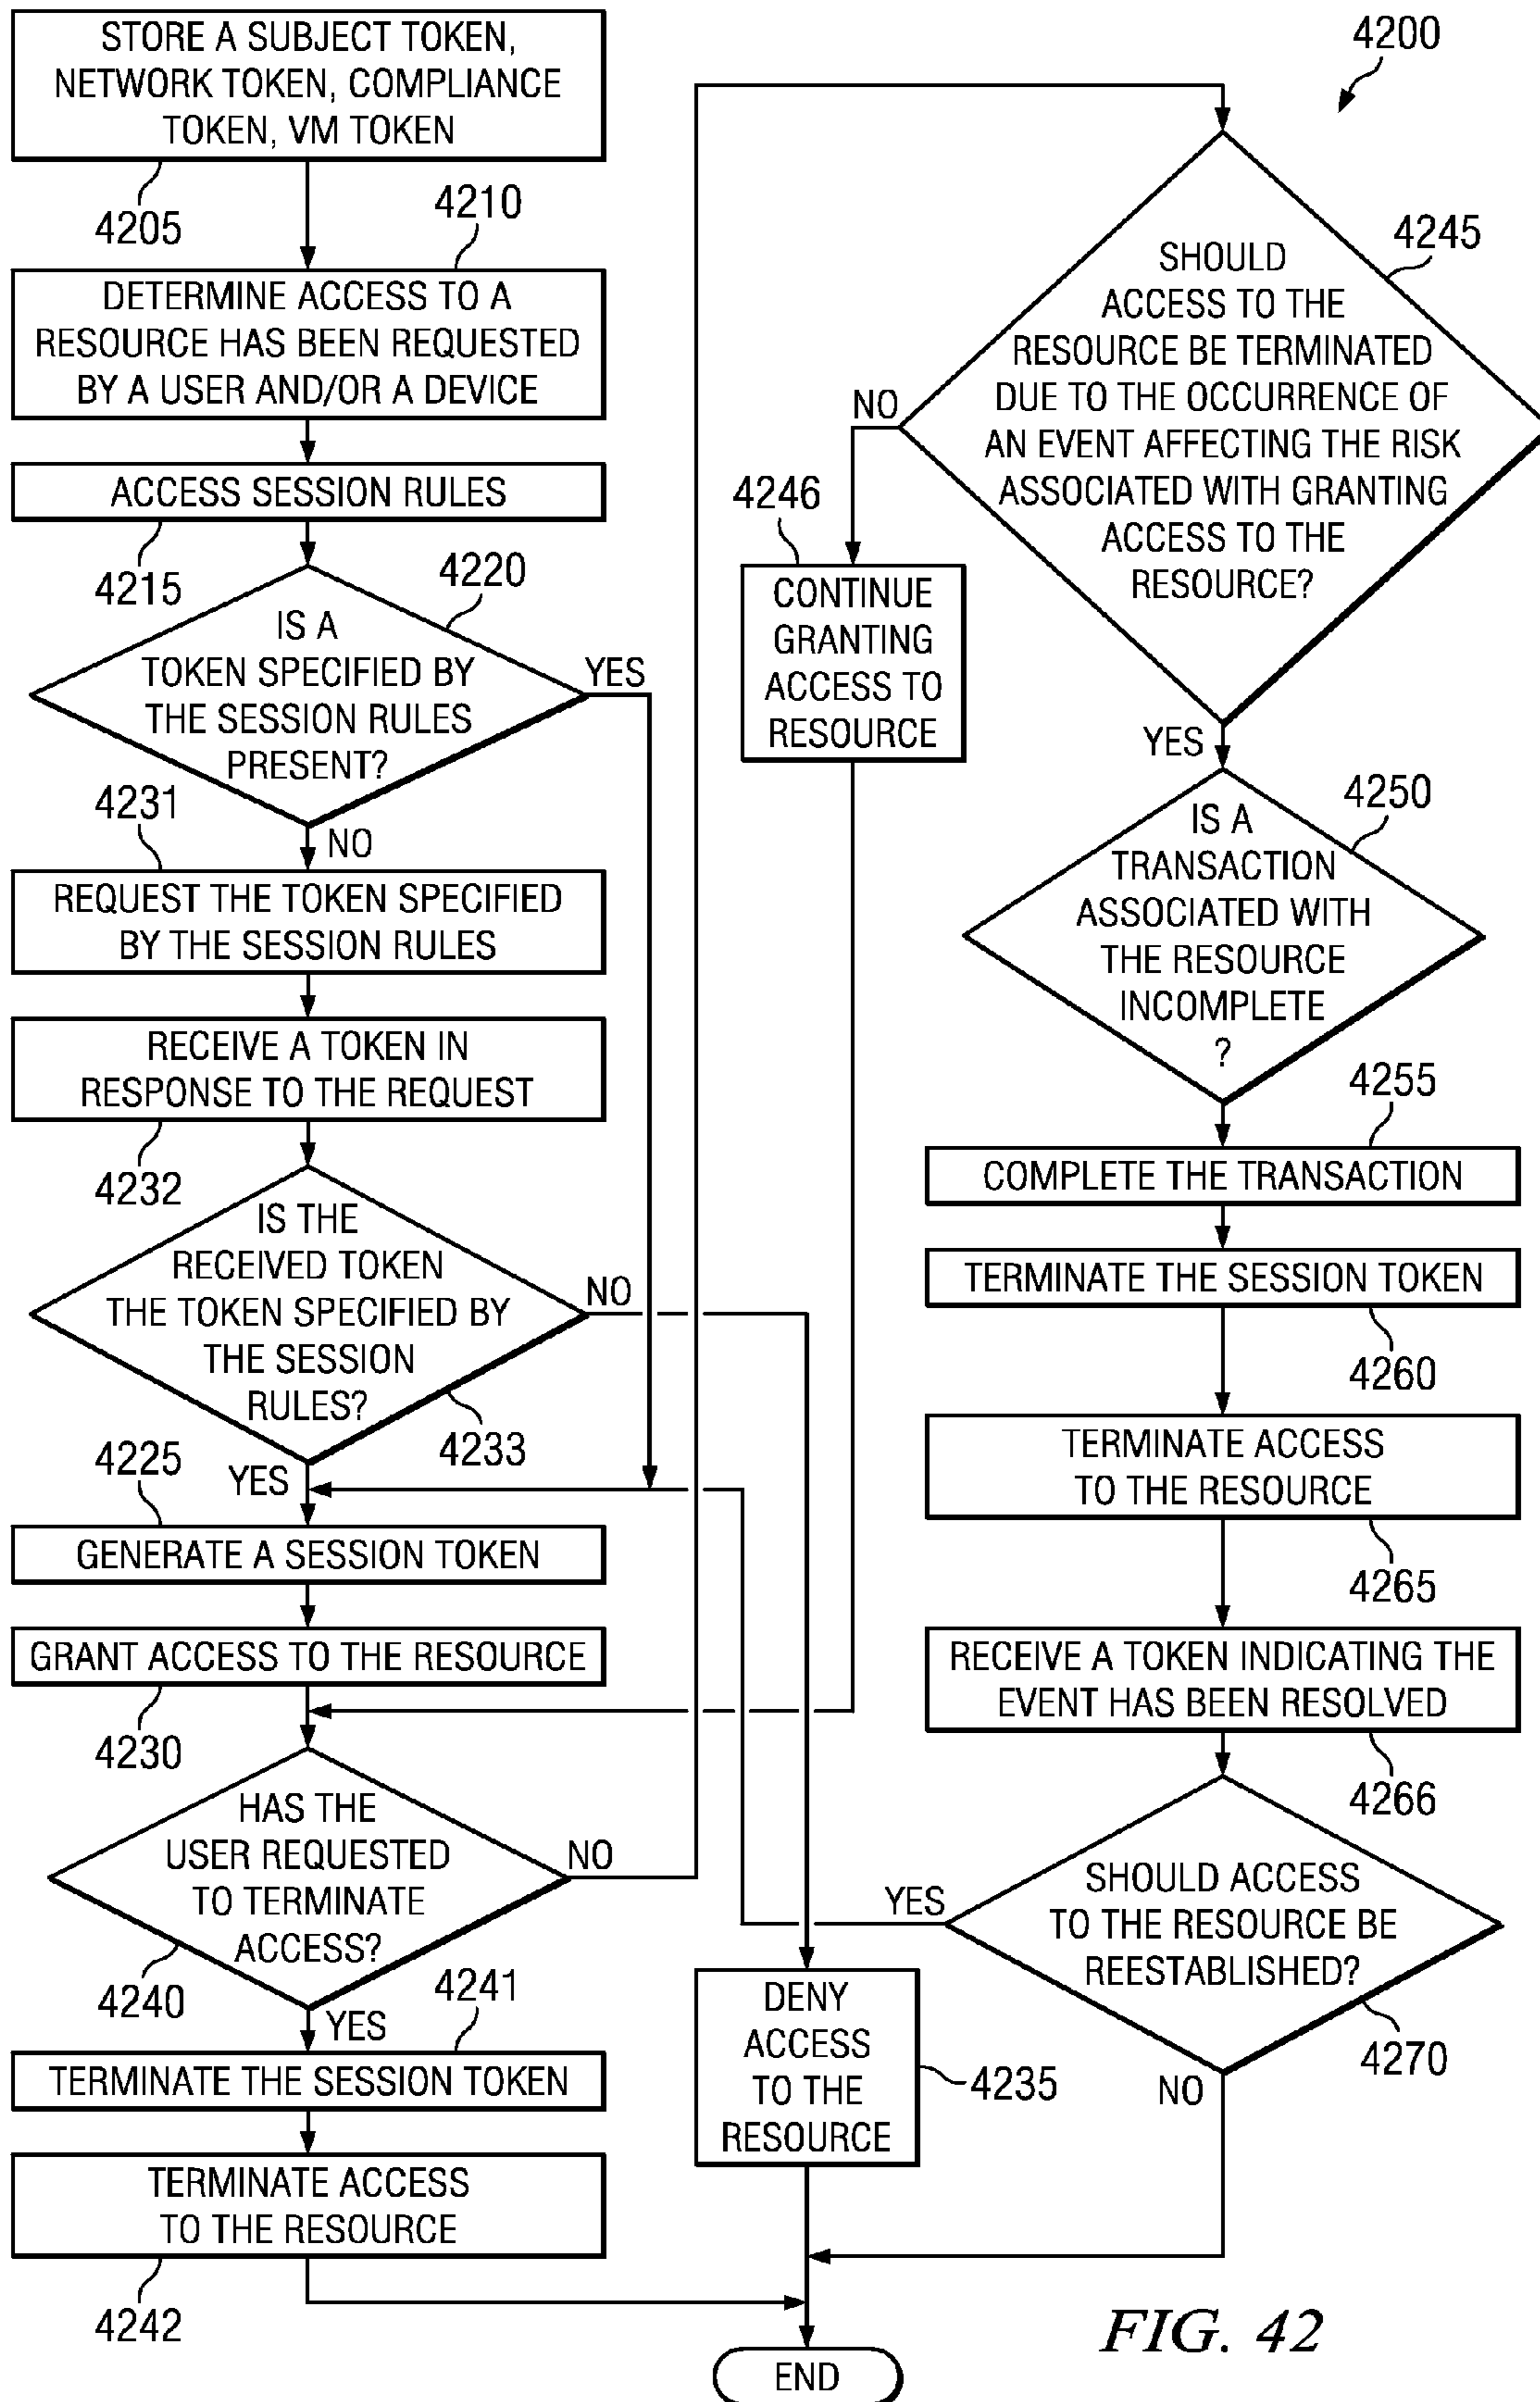 STORE A SUBJECT TOKEN,
NETWORK TOKEN, COMPLIANCE
TOKEN, VM TOKEN
4205
4210
DETERMINE ACCESS TO A
RESOURCE HAS BEEN REQUESTED
BY A USER AND/OR A DEVICE
ACCESS SESSION RULES
4215
4220
IS A
TOKEN SPECIFIED BY
THE SESSION RULES
PRESENT?
YES
4231
NO
REQUEST THE TOKEN SPECIFIED
BY THE SESSION RULES
RECEIVE A TOKEN IN
RESPONSE TO THE REQUEST
4232
IS THE
RECEIVED TOKEN
THE TOKEN SPECIFIED BY
THE SESSION
RULES?
NO
4233
4225
YES
GENERATE A SESSION TOKEN
GRANT ACCESS TO THE RESOURCE
4230
HAS THE
USER REQUESTED
TO TERMINATE
ACCESS?
NO
4240
4241
YES
TERMINATE THE SESSION TOKEN
TERMINATE ACCESS
TO THE RESOURCE
4242
4200
4245
SHOULD
ACCESS TO THE
RESOURCE BE TERMINATED
DUE TO THE OCCURRENCE OF
AN EVENT AFFECTING THE RISK
ASSOCIATED WITH GRANTING
ACCESS TO THE
RESOURCE?
NO
4246
CONTINUE
GRANTING
ACCESS TO
RESOURCE
YES
4250
IS A
TRANSACTION
ASSOCIATED WITH
THE RESOURCE
INCOMPLETE
?
4255
COMPLETE THE TRANSACTION
TERMINATE THE SESSION TOKEN
4260
TERMINATE ACCESS
TO THE RESOURCE
4265
RECEIVE A TOKEN INDICATING THE
EVENT HAS BEEN RESOLVED
4266
SHOULD ACCESS
TO THE RESOURCE BE
REESTABLISHED?
YES
4270
NO
DENY
ACCESS
TO THE
RESOURCE
4235
END
FIG. 42